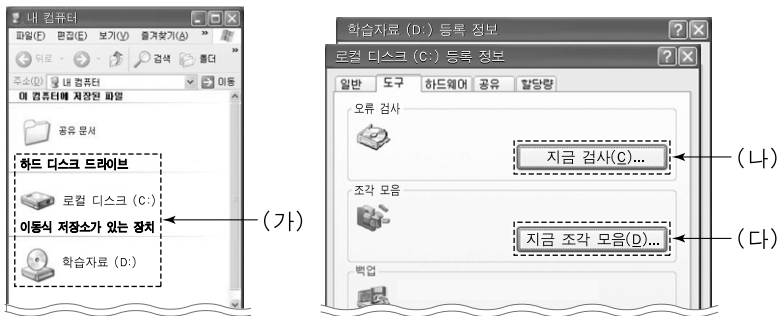 내 컴퓨터
파일(F) 편집(E) 보기(V) 즐겨찾기(A) »
뒤로 검색 폴더 »
주소(D) 내 컴퓨터 이동
이 컴퓨터에 저장된 파일
공유 문서
하드 디스크 드라이브
로컬 디스크 (C:)
이동식 저장소가 있는 장치
학습자료 (D:)
(가)
학습자료 (D:) 등록 정보
로컬 디스크 (C:) 등록 정보
일반 도구 하드웨어 공유 할당량
오류 검사
지금 검사(C)...
(나)
조각 모음
지금 조각 모음(D)...
(다)
백업